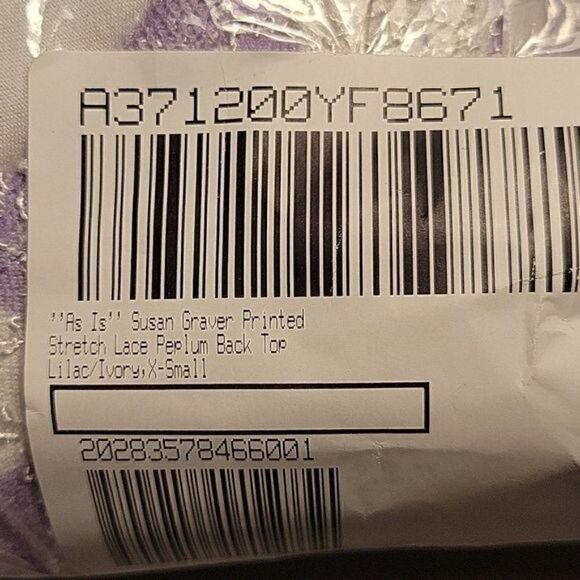 A371200YF8671
''As Is'' Susan Graver Printed
Stretch Lace Peplum Back Top
Lilac/Ivory,X-Small
20283578466001